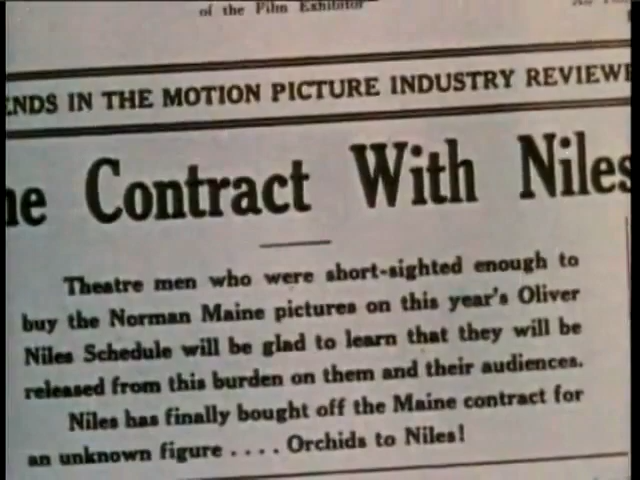 of the Film Exhibitor
ENDS IN THE MOTION PICTURE INDUSTRY REVIEWE
he Contract With Niles
Theatre men who were short-sighted enough to
buy the Norman Maine pictures on this year's Oliver
Niles Schedule will be glad to learn that they will be
released from this burden on them and their audiences.
Niles has finally bought off the Maine contract for
an unknown figure .... Orchids to Niles!